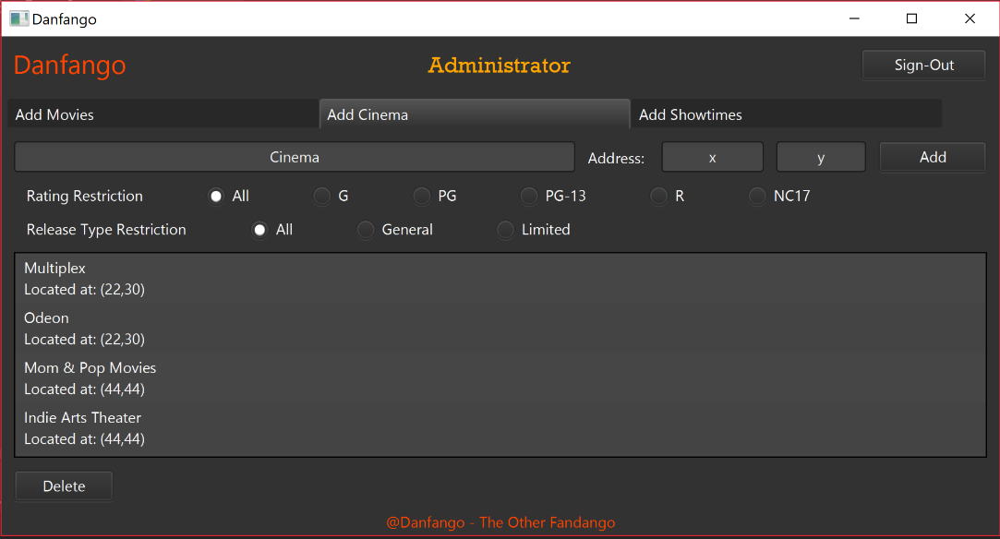 Danfango
Danfango Administrator Sign-Out
Add Movies Add Cinema Add Showtimes
Cinema Address: x y Add
Rating Restriction All G PG PG-13 R NC17
Release Type Restriction All General Limited
Multiplex
Located at: (22,30)
Odeon
Located at: (22,30)
Mom & Pop Movies
Located at: (44,44)
Indie Arts Theater
Located at: (44,44)
Delete
@Danfango - The Other Fandango